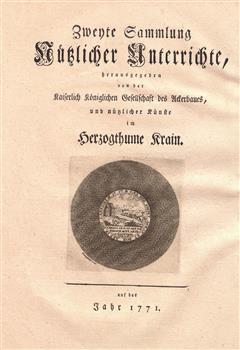 Zweyte Sammlung
Nützlicher Unterrichte,
herausgegeben
von der
Kaiserlich Königlichen Gesellschaft des Ackerbaues,
und nützlicher Künste
im
Herzogthume Krain.
auf das
Jahr 1771.